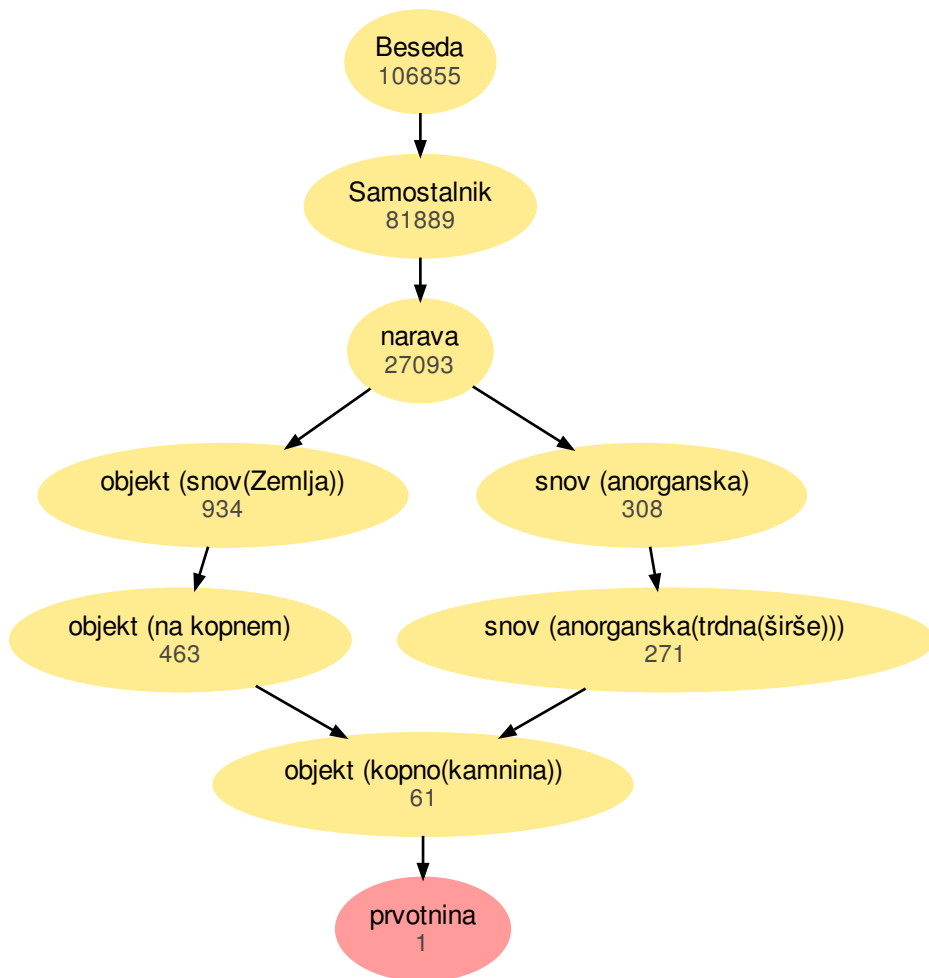 Beseda
106855
Samostalnik
81889
narava
27093
objekt (snov(Zemlja))
934
snov (anorganska)
308
objekt (na kopnem)
463
snov (anorganska(trdna(širše)))
271
objekt (kopno(kamnina))
61
prvotnina
1